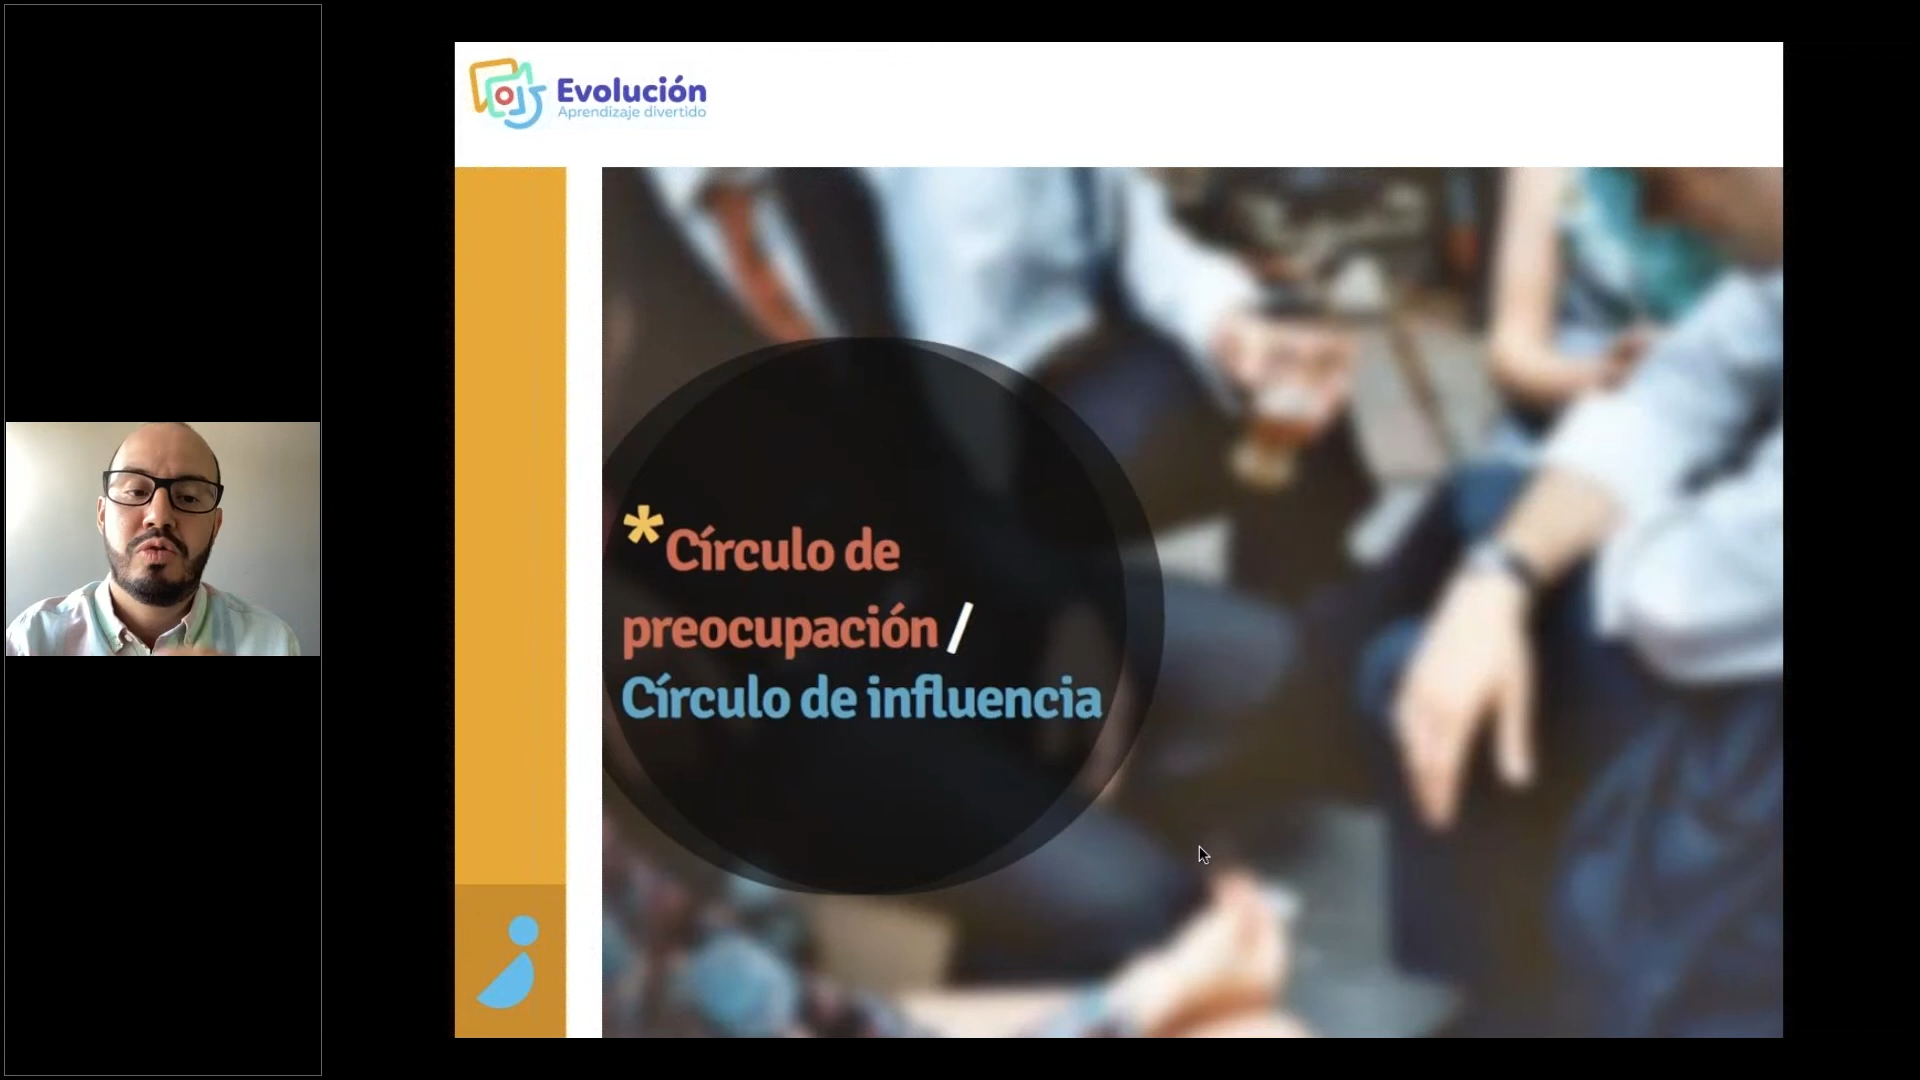 Evolución
Aprendizaje divertido
*Círculo de
preocupación /
Círculo de influencia